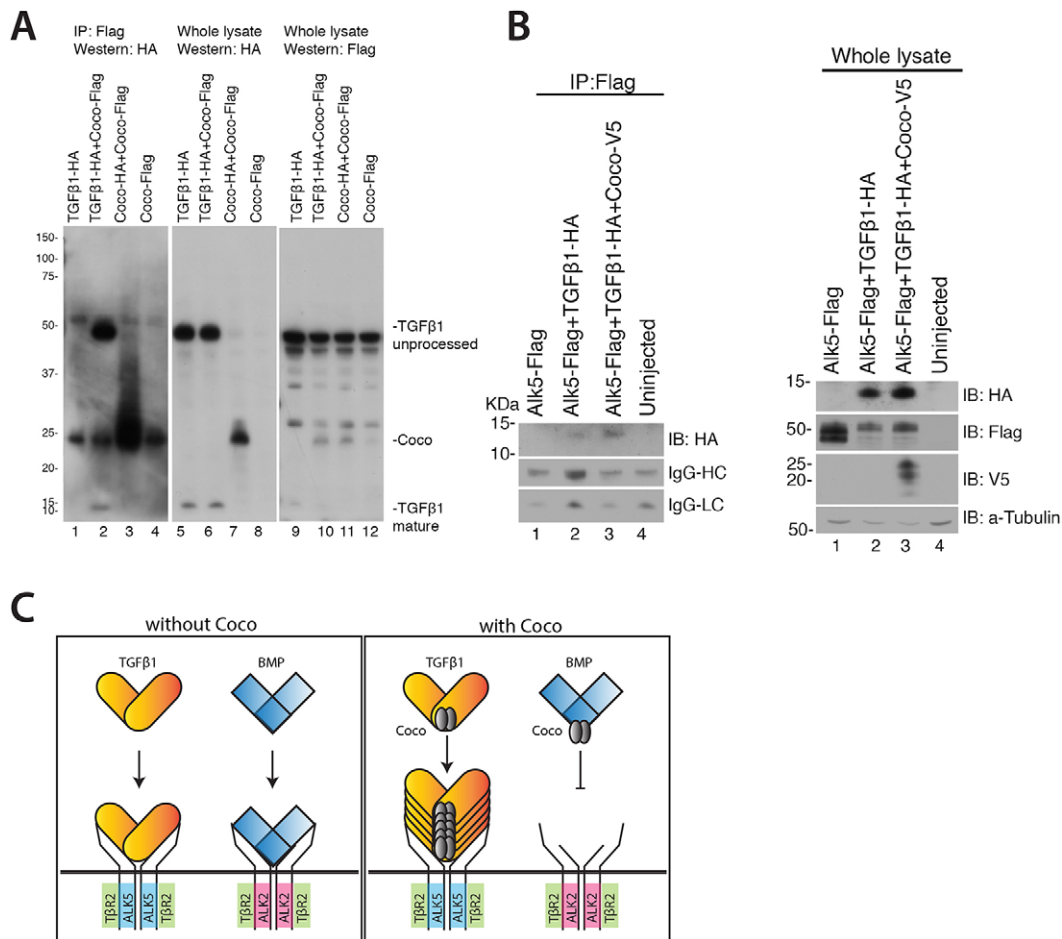 A
IP: Flag
Western: HA
Whole lysate
Western: HA
Whole lysate
Western: Flag
TGFβ1-HA
TGFβ1-HA+Coco-Flag
Coco-HA+Coco-Flag
Coco-Flag
TGFβ1-HA
TGFβ1-HA+Coco-Flag
Coco-HA+Coco-Flag
Coco-Flag
TGFβ1-HA
TGFβ1-HA+Coco-Flag
Coco-HA+Coco-Flag
Coco-Flag
150-
100-
75-
50-
37-
25-
20-
15-
10-
-TGFβ1
unprocessed
-Coco
-TGFβ1
mature
1 2 3 4 5 6 7 8 9 10 11 12
B
IP:Flag
Alk5-Flag
Alk5-Flag+TGFβ1-HA
Alk5-Flag+TGFβ1-HA+Coco-V5
Uninjected
KDa
15-
10-
IB: HA
IgG-HC
IgG-LC
1 2 3 4
Whole lysate
Alk5-Flag
Alk5-Flag+TGFβ1-HA
Alk5-Flag+TGFβ1-HA+Coco-V5
Uninjected
15-
IB: HA
50-
IB: Flag
25-
20-
IB: V5
50-
IB: a-Tubulin
1 2 3 4
C
without Coco
TGFβ1
BMP
TβR2
ALK5
ALK5
TβR2
TβR2
ALK2
ALK2
TβR2
with Coco
TGFβ1
BMP
Coco
Coco
TβR2
ALK5
ALK5
TβR2
TβR2
ALK2
ALK2
TβR2